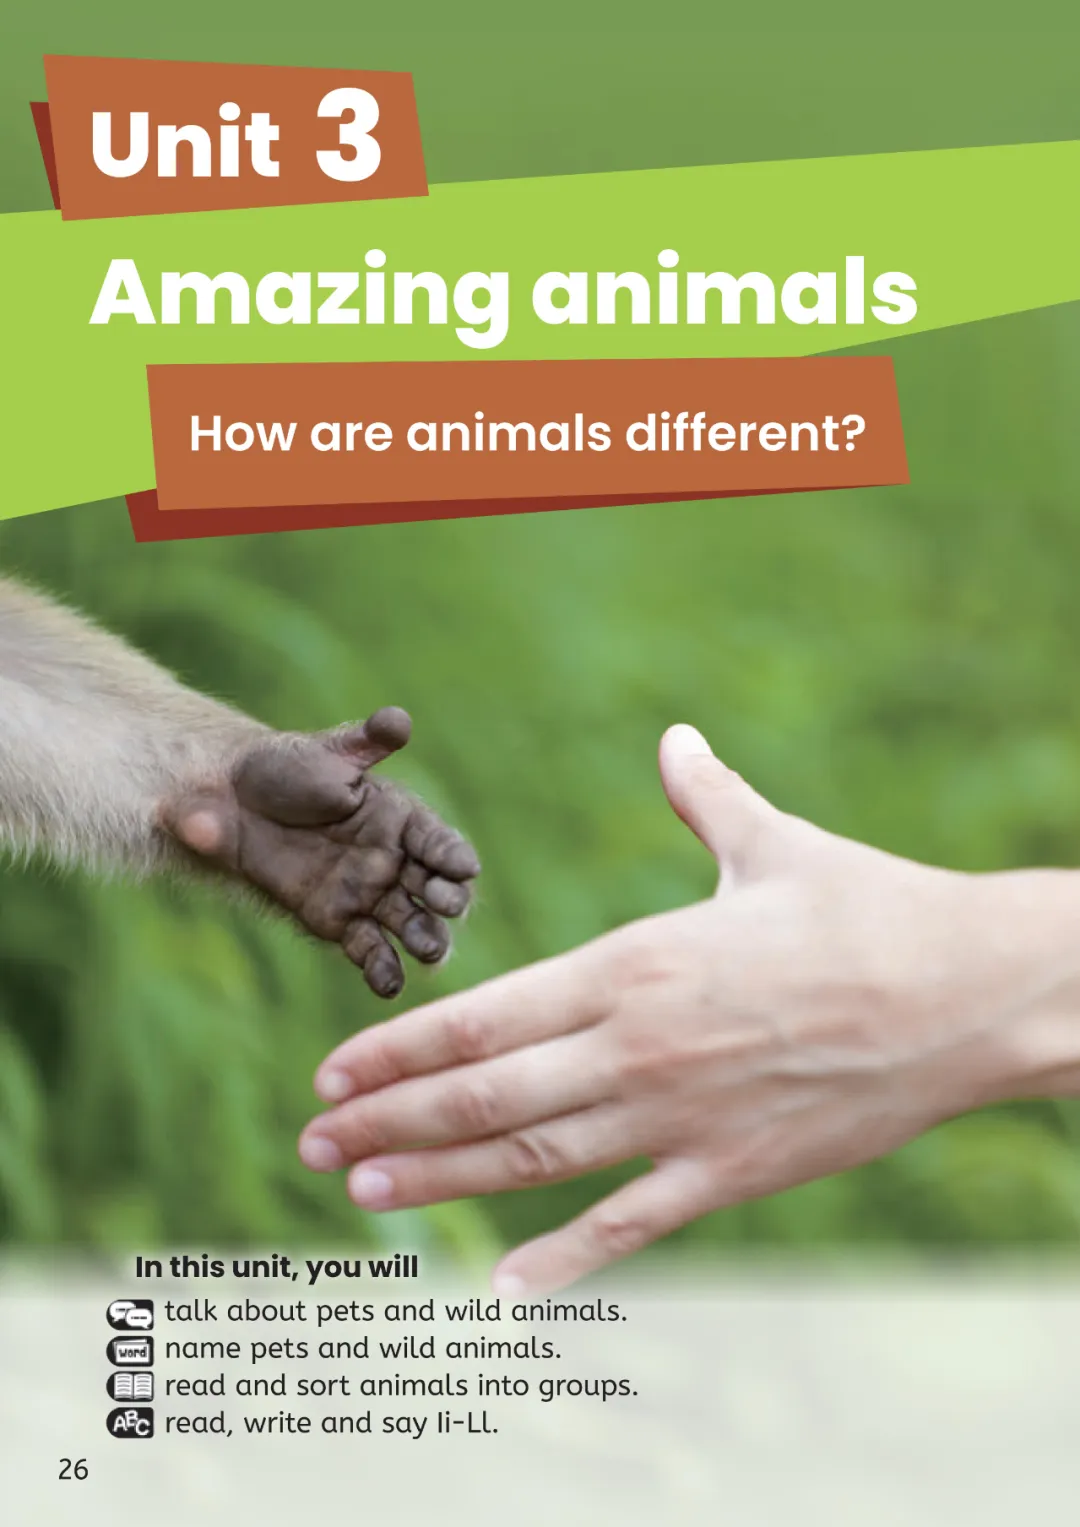 Unit 3
Amazing animals
How are animals different?
In this unit, you will
talk about pets and wild animals.
word
name pets and wild animals.
read and sort animals into groups.
ABC
read, write and say Ii-Ll.
26